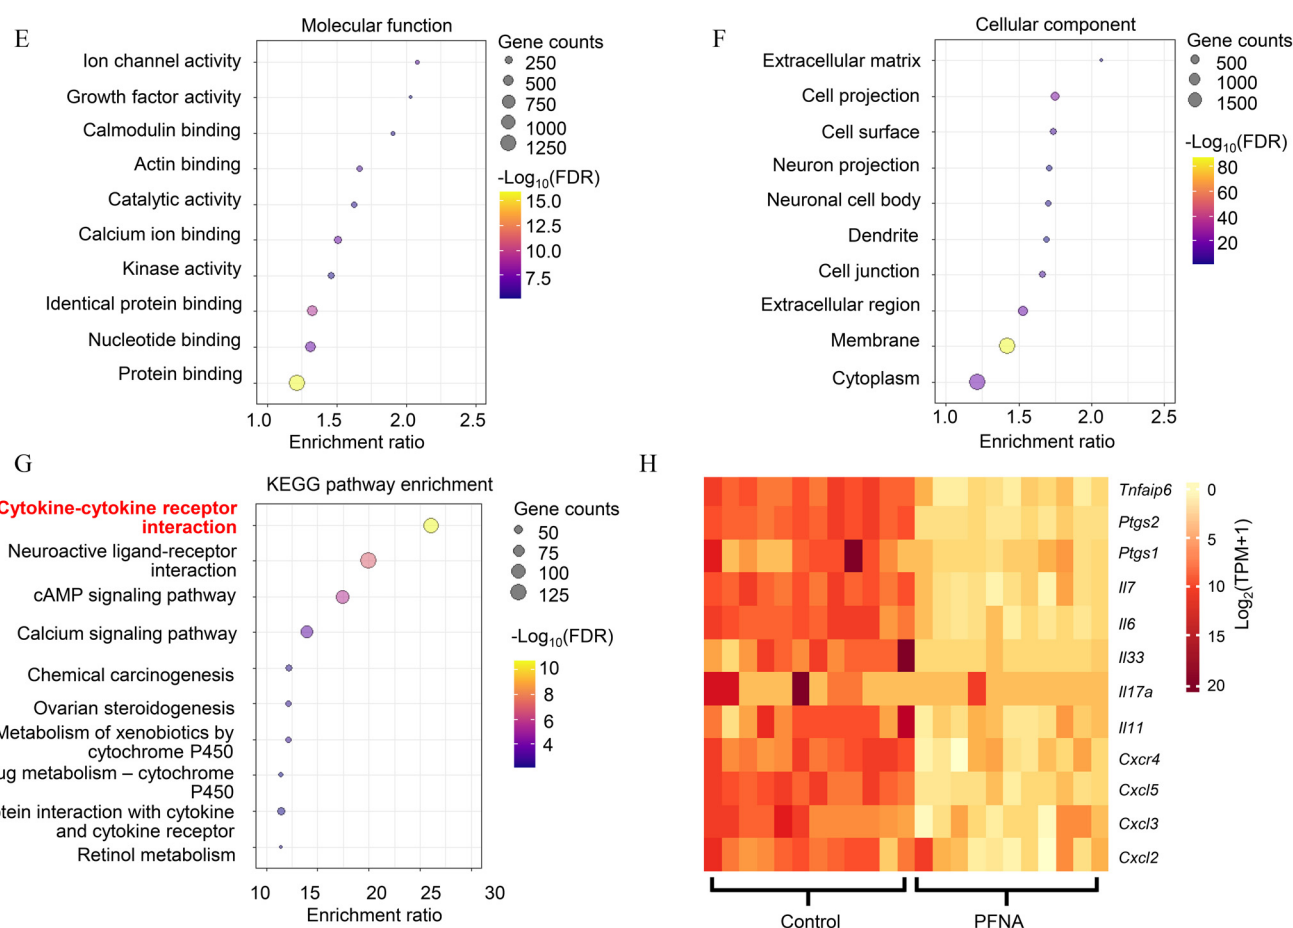 E
Molecular function
Ion channel activity
Growth factor activity
Calmodulin binding
Actin binding
Catalytic activity
Calcium ion binding
Kinase activity
Identical protein binding
Nucleotide binding
Protein binding
1.0 1.5 2.0 2.5
Enrichment ratio
Gene counts
250
500
750
1000
1250
-Log10(FDR)
15.0
12.5
10.0
7.5
F
Cellular component
Extracellular matrix
Cell projection
Cell surface
Neuron projection
Neuronal cell body
Dendrite
Cell junction
Extracellular region
Membrane
Cytoplasm
1.0 1.5 2.0 2.5
Enrichment ratio
Gene counts
500
1000
1500
-Log10(FDR)
80
60
40
20
G
KEGG pathway enrichment
Cytokine-cytokine receptor
interaction
Neuroactive ligand-receptor
interaction
cAMP signaling pathway
Calcium signaling pathway
Chemical carcinogenesis
Ovarian steroidogenesis
Metabolism of xenobiotics by
cytochrome P450
ug metabolism – cytochrome
P450
tein interaction with cytokine
and cytokine receptor
Retinol metabolism
10 15 20 25 30
Enrichment ratio
Gene counts
50
75
100
125
-Log10(FDR)
10
8
6
4
H
Tnfaip6
Ptgs2
Ptgs1
Il7
Il6
Il33
Il17a
Il11
Cxcr4
Cxcl5
Cxcl3
Cxcl2
Control PFNA
0
5
10
15
20
Log2(TPM+1)